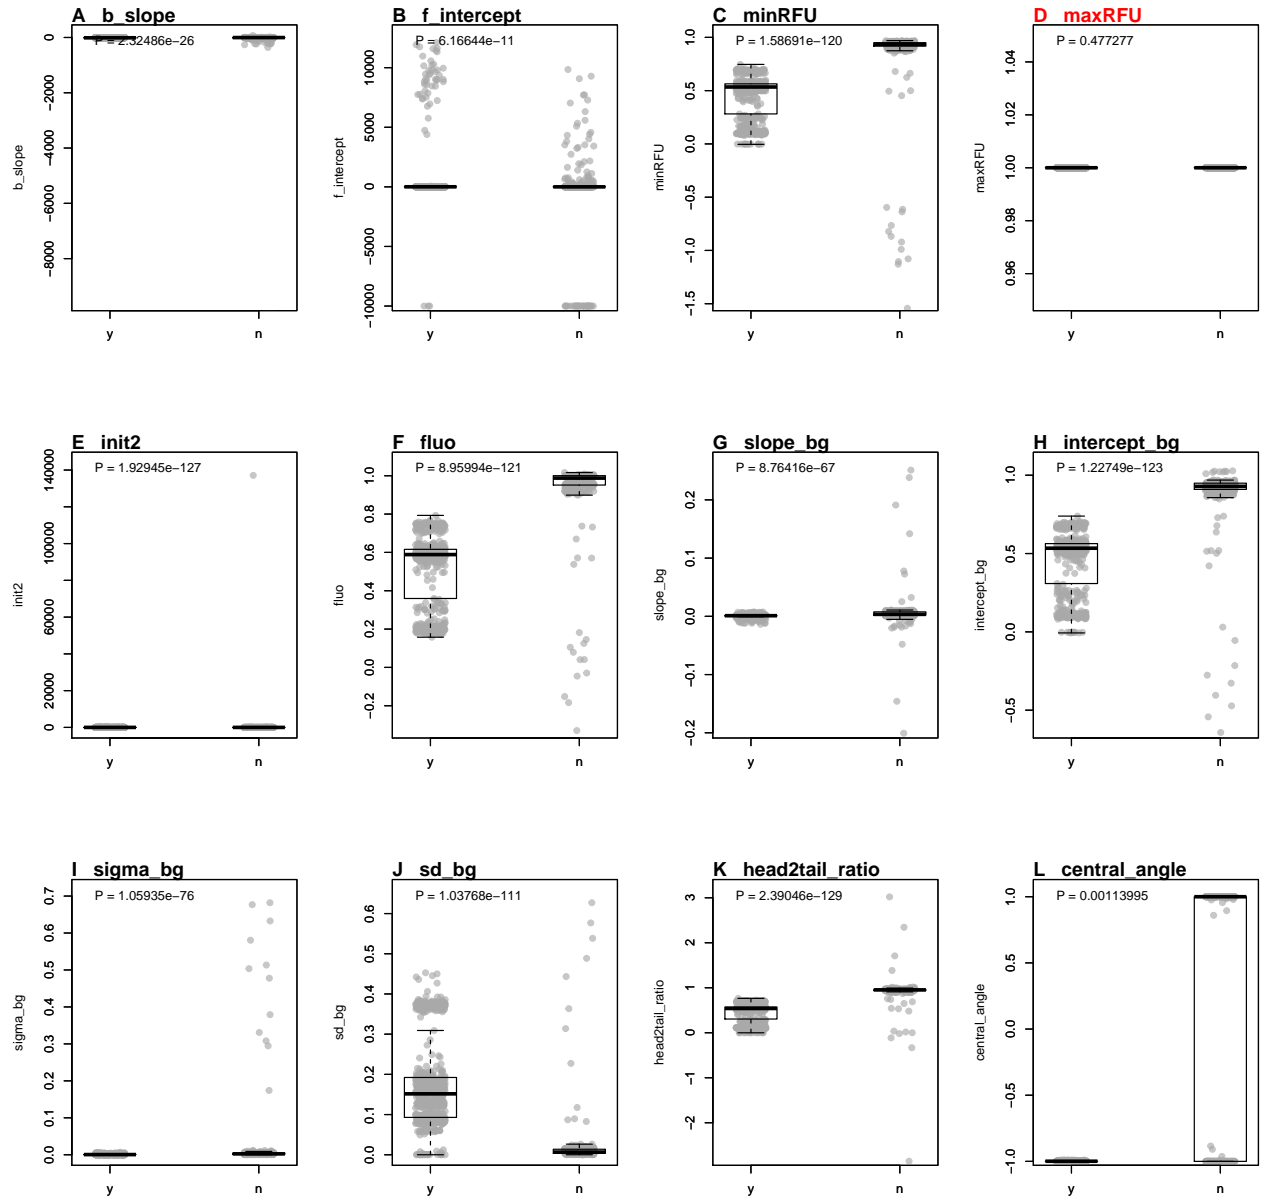 A b_slope
P = 2.32486e−26
0
−2000
−4000
−6000
−8000
b_slope
y n
B f_intercept
P = 6.16644e−11
10000
5000
0
−5000
−10000
f_intercept
y n
C minRFU
P = 1.58691e−120
1.0
0.5
0.0
−0.5
−1.0
−1.5
minRFU
y n
D maxRFU
P = 0.477277
1.04
1.02
1.00
0.98
0.96
maxRFU
y n
E init2
P = 1.92945e−127
140000
100000
60000
20000
0
init2
y n
F fluo
P = 8.95994e−121
1.0
0.8
0.6
0.4
0.2
0.0
−0.2
fluo
y n
G slope_bg
P = 8.76416e−67
0.2
0.1
0.0
−0.1
−0.2
slope_bg
y n
H intercept_bg
P = 1.22749e−123
1.0
0.5
0.0
−0.5
intercept_bg
y n
I sigma_bg
P = 1.05935e−76
0.7
0.6
0.5
0.4
0.3
0.2
0.1
0.0
sigma_bg
y n
J sd_bg
P = 1.03768e−111
0.6
0.5
0.4
0.3
0.2
0.1
0.0
sd_bg
y n
K head2tail_ratio
P = 2.39046e−129
3
2
1
0
−1
−2
head2tail_ratio
y n
L central_angle
P = 0.00113995
1.0
0.5
0.0
−0.5
−1.0
central_angle
y n